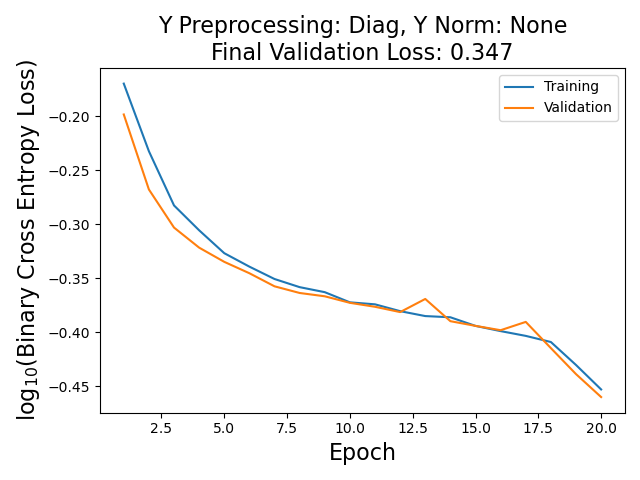 Y Preprocessing: Diag, Y Norm: None
Final Validation Loss: 0.347
Training
Validation
−0.20
−0.25
−0.30
−0.35
−0.40
−0.45
log₁₀(Binary Cross Entropy Loss)
2.5
5.0
7.5
10.0
12.5
15.0
17.5
20.0
Epoch